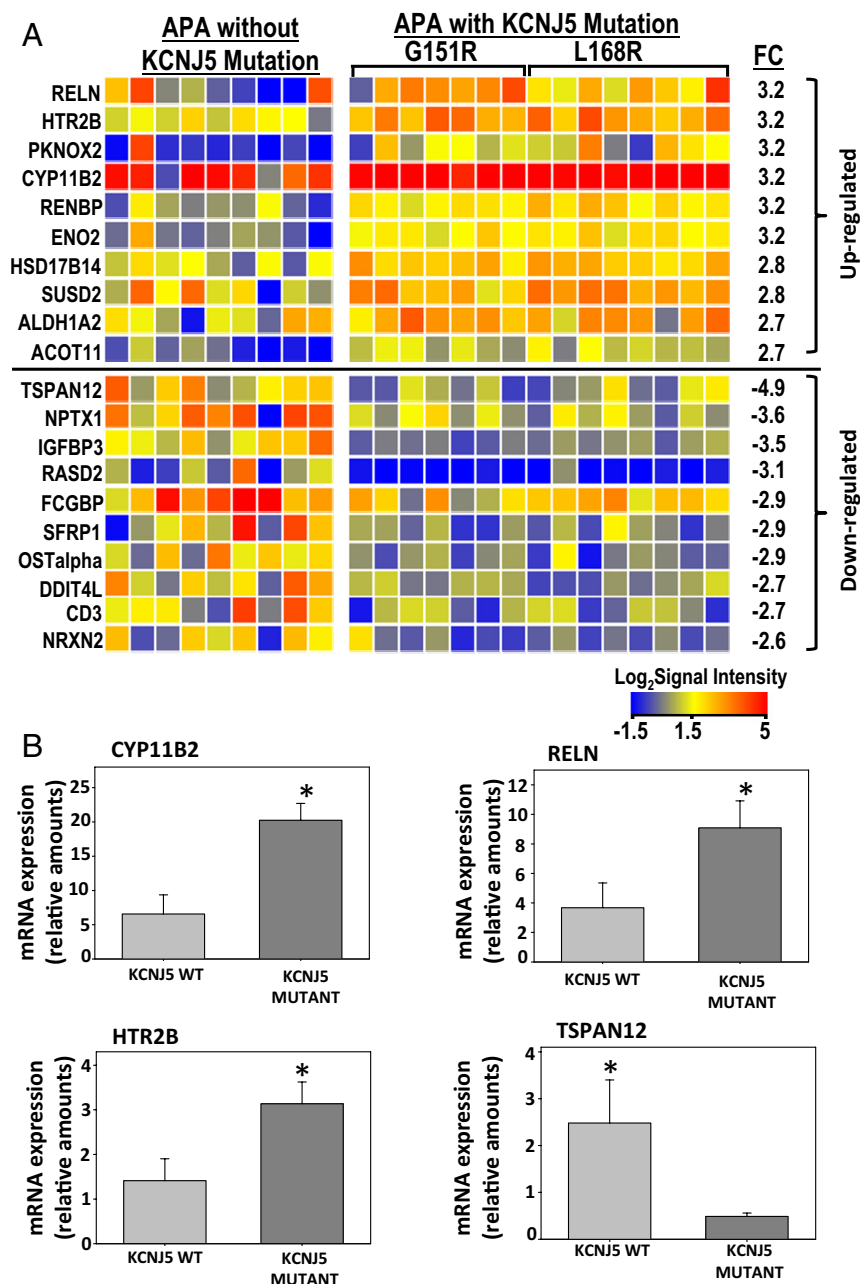 A
APA without
KCNJ5 Mutation
APA with KCNJ5 Mutation
G151R L168R FC
RELN 3.2
HTR2B 3.2
PKNOX2 3.2
CYP11B2 3.2
RENBP 3.2
ENO2 3.2
HSD17B14 2.8
SUSD2 2.8
ALDH1A2 2.7
ACOT11 2.7
Up-regulated
TSPAN12 -4.9
NPTX1 -3.6
IGFBP3 -3.5
RASD2 -3.1
FCGBP -2.9
SFRP1 -2.9
OSTalpha -2.9
DDIT4L -2.7
CD3 -2.7
NRXN2 -2.6
Down-regulated
Log2Signal Intensity
-1.5 1.5 5
B
CYP11B2
mRNA expression
(relative amounts)
25
20
15
10
5
0
*
KCNJ5 WT
KCNJ5
MUTANT
RELN
mRNA expression
(relative amounts)
12
10
8
6
4
2
0
*
KCNJ5 WT
KCNJ5
MUTANT
HTR2B
mRNA expression
(relative amounts)
4
3
2
1
0
*
KCNJ5 WT
KCNJ5
MUTANT
TSPAN12
mRNA expression
(relative amounts)
4
3
2
1
0
*
KCNJ5 WT
KCNJ5
MUTANT